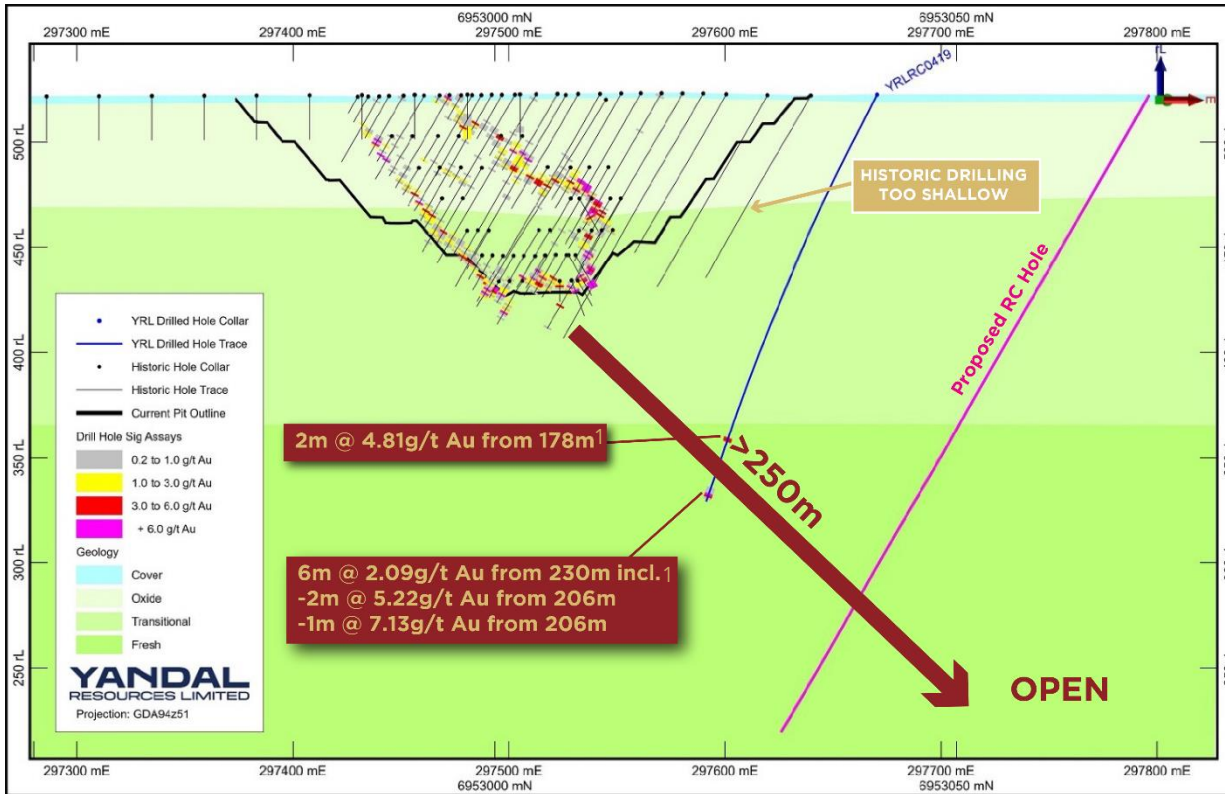 6953000 mN
6953050 mN
297300 mE
297400 mE
297500 mE
297600 mE
297700 mE
297800 mE
YRLRC0419
rL
m
500 rL
450 rL
400 rL
350 rL
300 rL
250 rL
HISTORIC DRILLING
TOO SHALLOW
Proposed RC Hole
YRL Drilled Hole Collar
YRL Drilled Hole Trace
Historic Hole Collar
Historic Hole Trace
Current Pit Outline
Drill Hole Sig Assays
0.2 to 1.0 g/t Au
1.0 to 3.0 g/t Au
3.0 to 6.0 g/t Au
+ 6.0 g/t Au
Geology
Cover
Oxide
Transitional
Fresh
YANDAL
RESOURCES LIMITED
Projection: GDA94z51
2m @ 4.81g/t Au from 178m1
>250m
6m @ 2.09g/t Au from 230m incl.1
-2m @ 5.22g/t Au from 206m
-1m @ 7.13g/t Au from 206m
OPEN
297300 mE
297400 mE
297500 mE
297600 mE
297700 mE
297800 mE
6953000 mN
6953050 mN